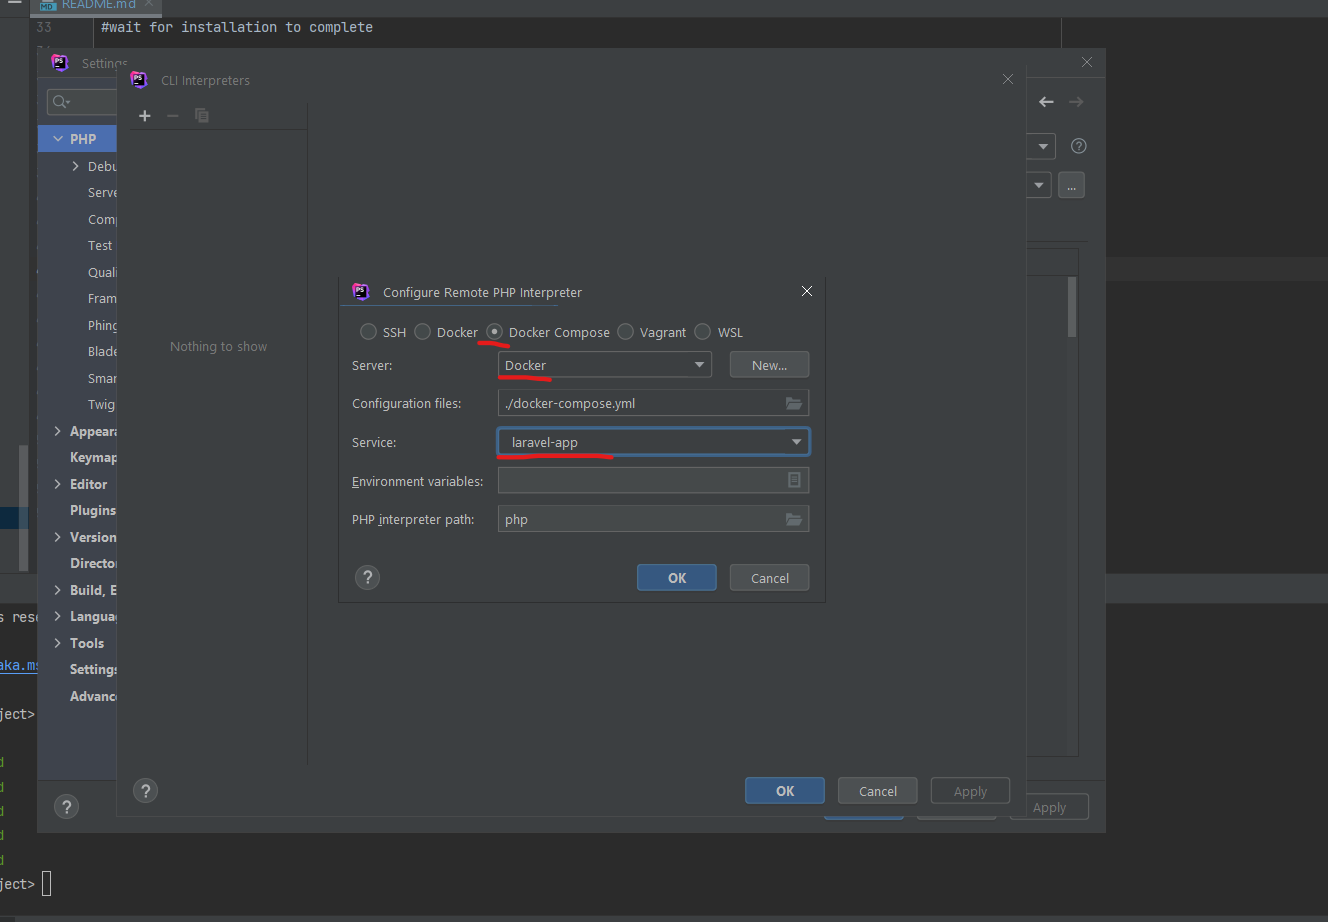 README.md
33 #wait for installation to complete
Settings
CLI Interpreters
PHP
Debu
Serve
Comp
Test
Quali
Fram
Phing
Blade
Smar
Twig
Appeara
Keymap
Editor
Plugins
Version
Directo
Build, E
Langua
Tools
Settings
Advance
Nothing to show
Configure Remote PHP Interpreter
SSH Docker Docker Compose Vagrant WSL
Server: Docker New...
Configuration files: ./docker-compose.yml
Service: laravel-app
Environment variables:
PHP interpreter path: php
? OK Cancel
...
? OK Cancel Apply
? Apply
s rese
aka.ms
ject>
d
d
d
d
d
ject>